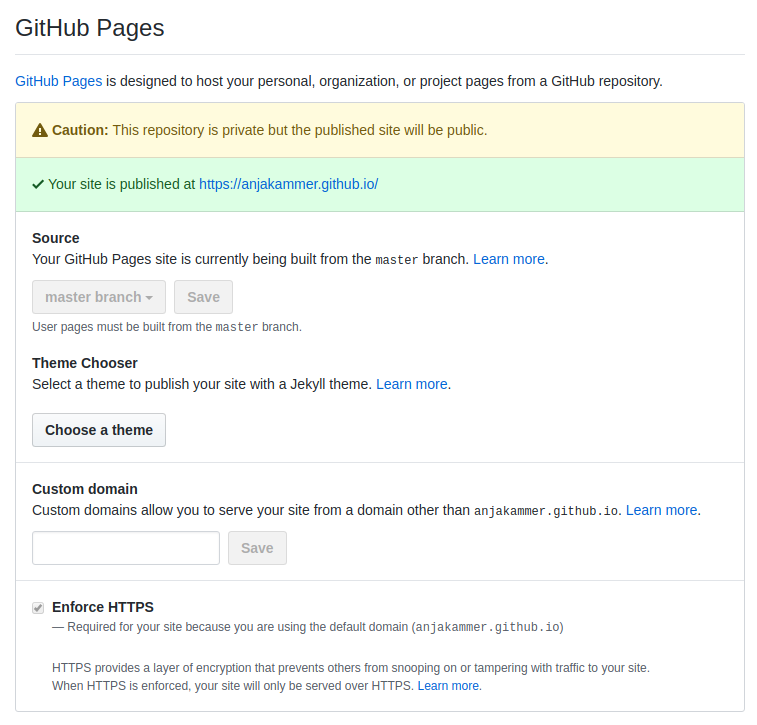 GitHub Pages
GitHub Pages is designed to host your personal, organization, or project pages from a GitHub repository.
Caution: This repository is private but the published site will be public.
Your site is published at https://anjakammer.github.io/
Source
Your GitHub Pages site is currently being built from the master branch. Learn more.
master branch Save
User pages must be built from the master branch.
Theme Chooser
Select a theme to publish your site with a Jekyll theme. Learn more.
Choose a theme
Custom domain
Custom domains allow you to serve your site from a domain other than anjakammer.github.io. Learn more.
Save
Enforce HTTPS
— Required for your site because you are using the default domain (anjakammer.github.io)
HTTPS provides a layer of encryption that prevents others from snooping on or tampering with traffic to your site.
When HTTPS is enforced, your site will only be served over HTTPS. Learn more.